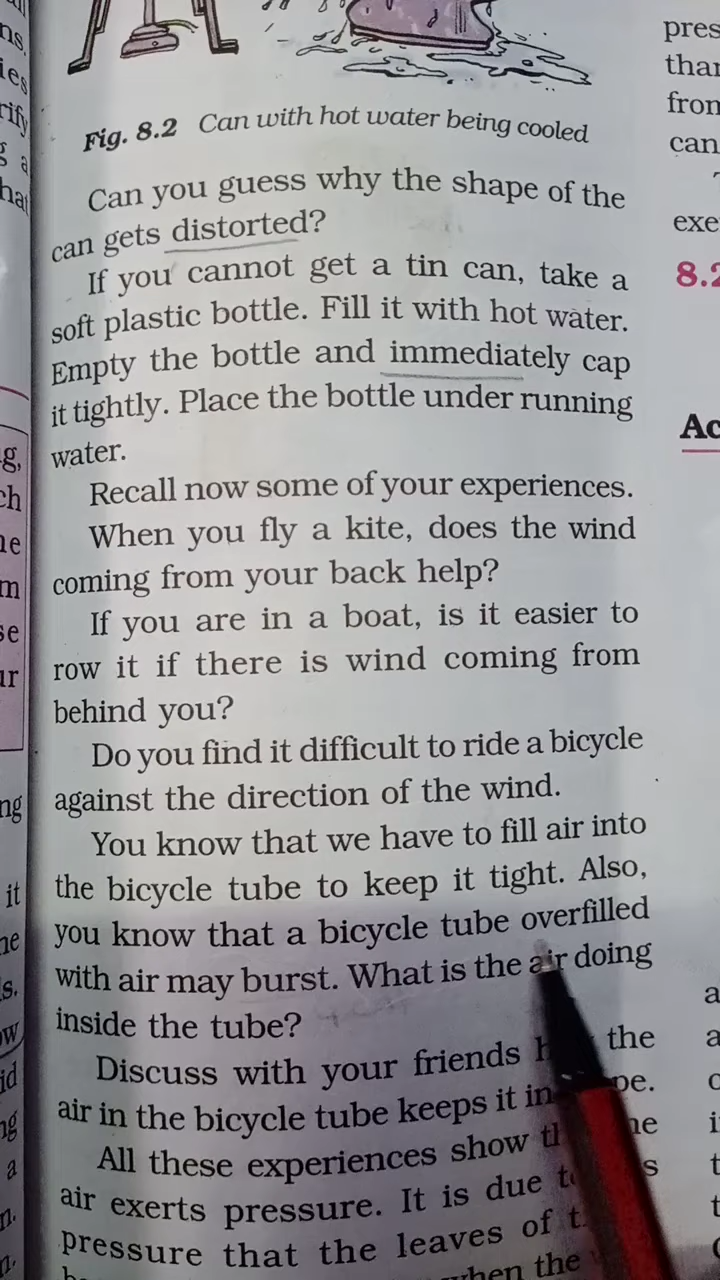 Fig. 8.2 Can with hot water being cooled
Can you guess why the shape of the
can gets distorted?
If you cannot get a tin can, take a
soft plastic bottle. Fill it with hot water.
Empty the bottle and immediately cap
it tightly. Place the bottle under running
water.
Recall now some of your experiences.
When you fly a kite, does the wind
coming from your back help?
If you are in a boat, is it easier to
row it if there is wind coming from
behind you?
Do you find it difficult to ride a bicycle
against the direction of the wind.
You know that we have to fill air into
the bicycle tube to keep it tight. Also,
you know that a bicycle tube overfilled
with air may burst. What is the air doing
inside the tube?
Discuss with your friends the
air in the bicycle tube keeps it in
All these experiences show
air exerts pressure. It is due
pressure that the leaves of
when the
from
can
8.2